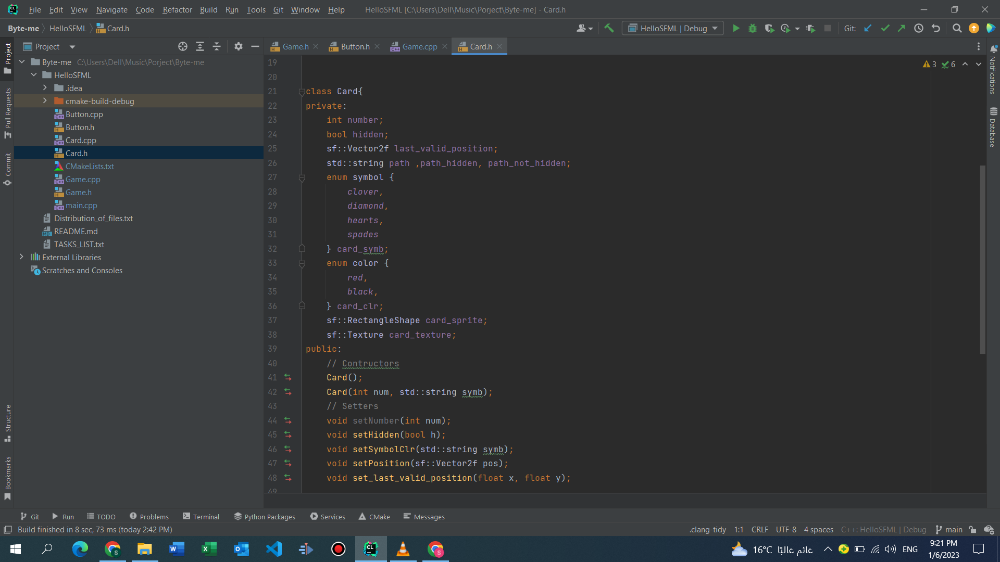 File Edit View Navigate Code Refactor Build Run Tools Git Window Help HelloSFML [C:\Users\Dell\Music\Porject\Byte-me] - Card.h
Byte-me HelloSFML Card.h HelloSFML | Debug Git:
Project
Game.h Button.h Game.cpp Card.h
Byte-me C:\Users\Dell\Music\Porject\Byte-me
HelloSFML
.idea
cmake-build-debug
Button.cpp
Button.h
Card.cpp
Card.h
CMakeLists.txt
Game.cpp
Game.h
main.cpp
Distribution_of_files.txt
README.md
TASKS_LIST.txt
External Libraries
Scratches and Consoles
Project
Pull Requests
Commit
Structure
Bookmarks
3 6
19
20
21 class Card{
22 private:
23 int number;
24 bool hidden;
25 sf::Vector2f last_valid_position;
26 std::string path ,path_hidden, path_not_hidden;
27 enum symbol {
28 clover,
29 diamond,
30 hearts,
31 spades
32 } card_symb;
33 enum color {
34 red,
35 black,
36 } card_clr;
37 sf::RectangleShape card_sprite;
38 sf::Texture card_texture;
39 public:
40 // Contructors
41 Card();
42 Card(int num, std::string symb);
43 // Setters
44 void setNumber(int num);
45 void setHidden(bool h);
46 void setSymbolClr(std::string symb);
47 void setPosition(sf::Vector2f pos);
48 void set_last_valid_position(float x, float y);
49
Notifications
Database
Git Run TODO Problems Terminal Python Packages Services CMake Messages
Build finished in 8 sec, 73 ms (today 2:42 PM) .clang-tidy 1:1 CRLF UTF-8 4 spaces C++: HelloSFML | Debug main
16°C غائم غالبًا ENG 9:21 PM
1/6/2023